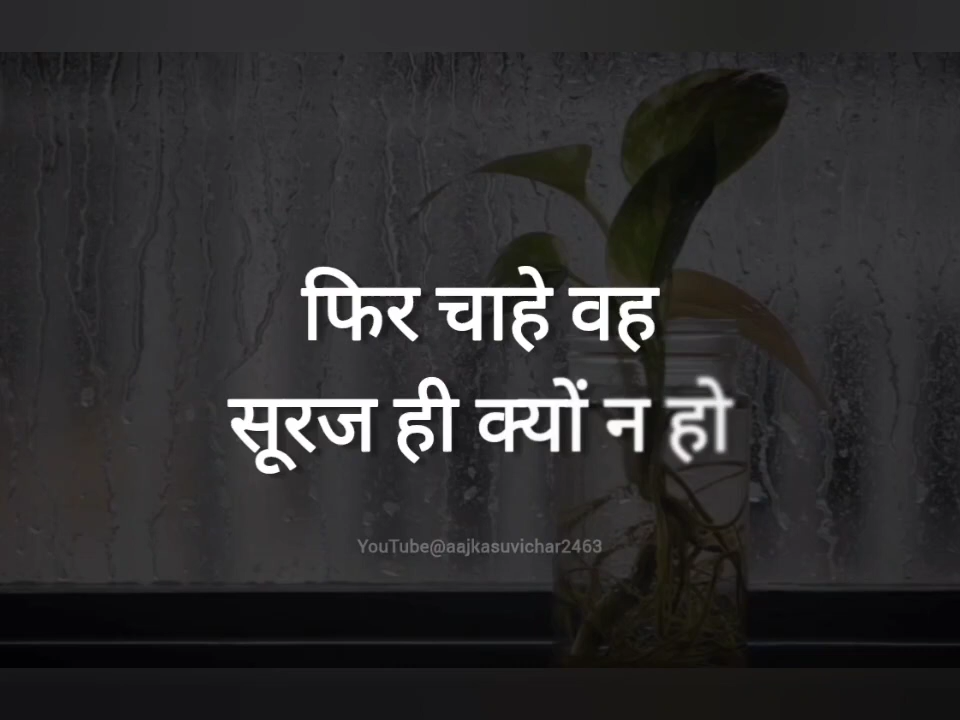 फिर चाहे वह
सूरज ही क्यों न हो
YouTube@aajkasuvichar2463